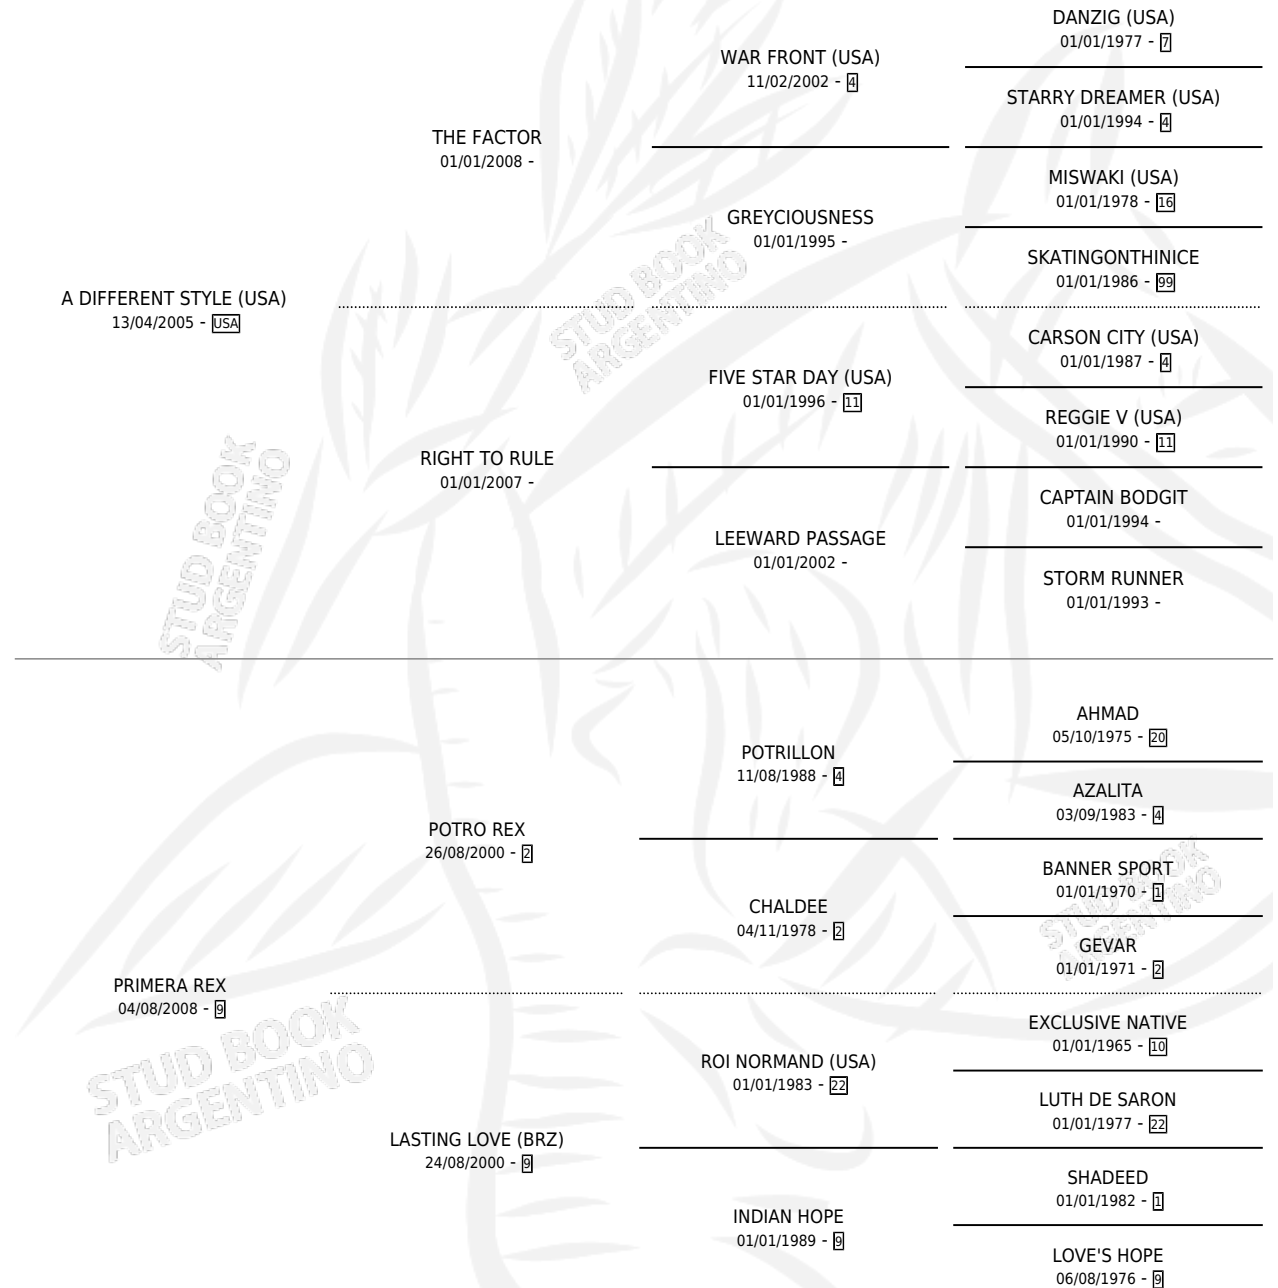 DANZIG (USA)
01/01/1977 - 7
WAR FRONT (USA)
11/02/2002 - 4
STARRY DREAMER (USA)
01/01/1994 - 4
THE FACTOR
01/01/2008 -
MISWAKI (USA)
01/01/1978 - 16
GREYCIOUSNESS
01/01/1995 -
SKATINGONTHINICE
01/01/1986 - 99
A DIFFERENT STYLE (USA)
13/04/2005 - USA
CARSON CITY (USA)
01/01/1987 - 4
FIVE STAR DAY (USA)
01/01/1996 - 11
REGGIE V (USA)
01/01/1990 - 11
RIGHT TO RULE
01/01/2007 -
CAPTAIN BODGIT
01/01/1994 -
LEEWARD PASSAGE
01/01/2002 -
STORM RUNNER
01/01/1993 -
AHMAD
05/10/1975 - 20
POTRILLON
11/08/1988 - 4
AZALITA
03/09/1983 - 4
POTRO REX
26/08/2000 - 2
BANNER SPORT
01/01/1970 - 1
CHALDEE
04/11/1978 - 2
GEVAR
01/01/1971 - 2
PRIMERA REX
04/08/2008 - 9
EXCLUSIVE NATIVE
01/01/1965 - 10
ROI NORMAND (USA)
01/01/1983 - 22
LUTH DE SARON
01/01/1977 - 22
LASTING LOVE (BRZ)
24/08/2000 - 9
SHADEED
01/01/1982 - 1
INDIAN HOPE
01/01/1989 - 9
LOVE'S HOPE
06/08/1976 - 9
STUD BOOK
ARGENTINO
STUD BOOK
ARGENTINO
STUD BOOK
ARGENTINO
STUD BOOK
ARGENTINO